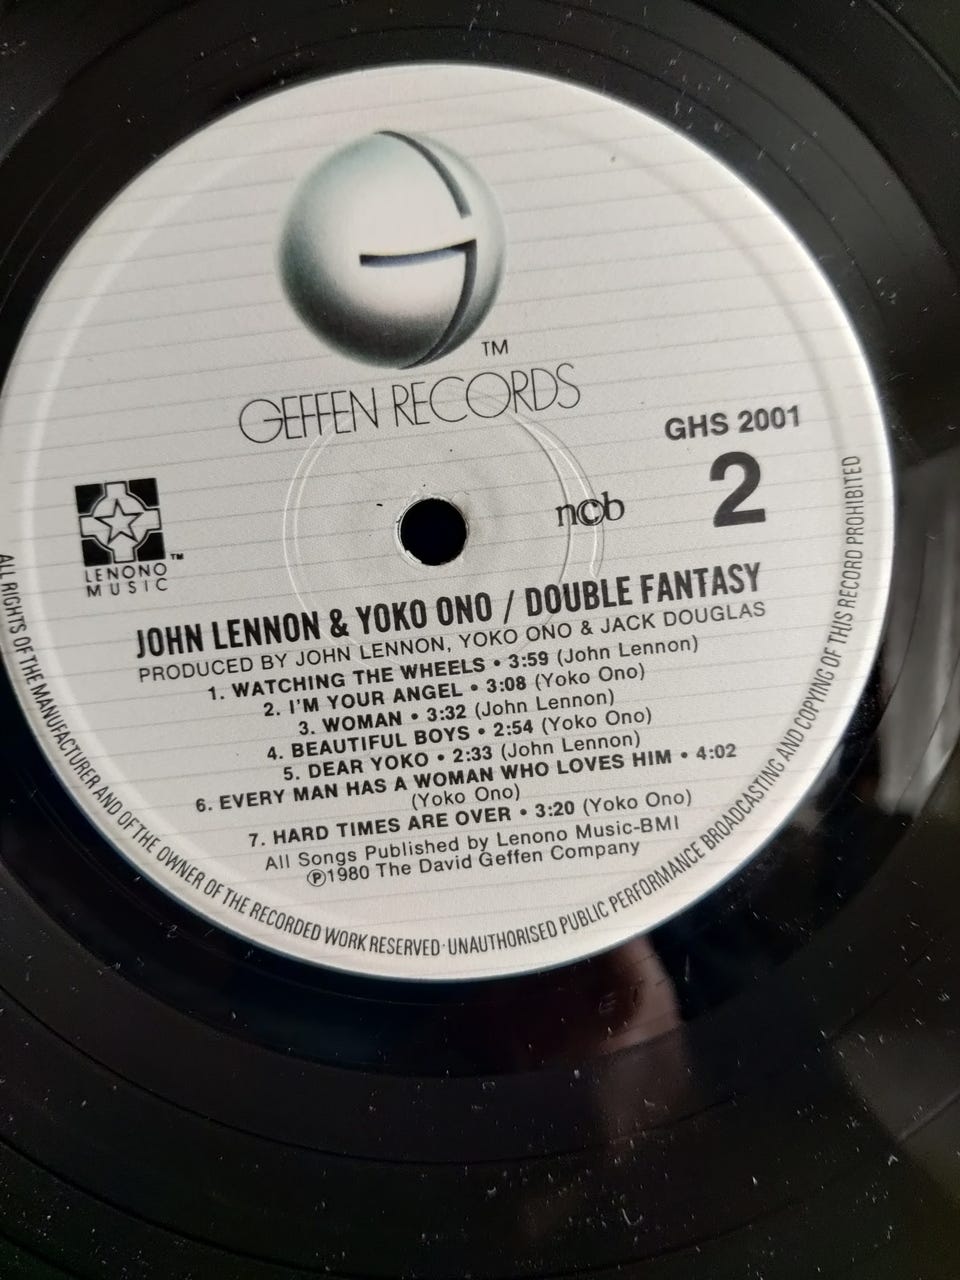 TM
GEFFEN RECORDS
GHS 2001
2
ncb
TM
LENONO
MUSIC
JOHN LENNON & YOKO ONO / DOUBLE FANTASY
PRODUCED BY JOHN LENNON, YOKO ONO & JACK DOUGLAS
1. WATCHING THE WHEELS • 3:59 (John Lennon)
2. I'M YOUR ANGEL • 3:08 (Yoko Ono)
3. WOMAN • 3:32 (John Lennon)
4. BEAUTIFUL BOYS • 2:54 (Yoko Ono)
5. DEAR YOKO • 2:33 (John Lennon)
6. EVERY MAN HAS A WOMAN WHO LOVES HIM • 4:02
(Yoko Ono)
7. HARD TIMES ARE OVER • 3:20 (Yoko Ono)
All Songs Published by Lenono Music-BMI
℗1980 The David Geffen Company
ALL RIGHTS OF THE MANUFACTURER AND OF THE OWNER OF THE RECORDED WORK RESERVED · UNAUTHORISED PUBLIC PERFORMANCE BROADCASTING AND COPYING OF THIS RECORD PROHIBITED